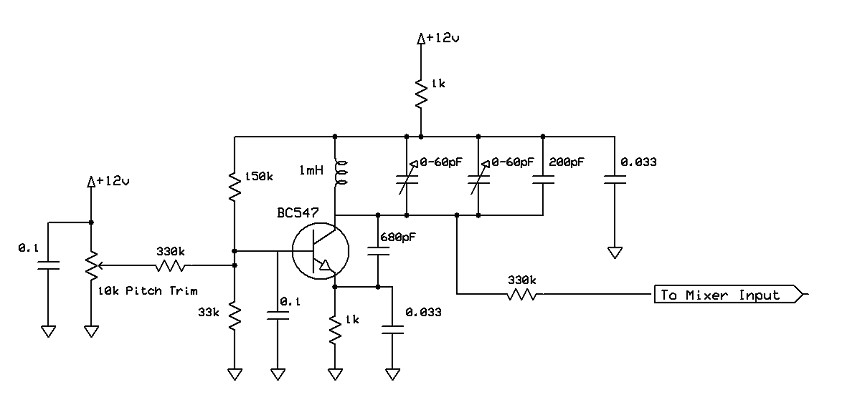 +12v
1k
0-60pF
0-60pF
200pF
0.033
1mH
150k
+12v
BC547
680pF
0.1
330k
10k Pitch Trim
330k
To Mixer Input
33k
0.1
1k
0.033